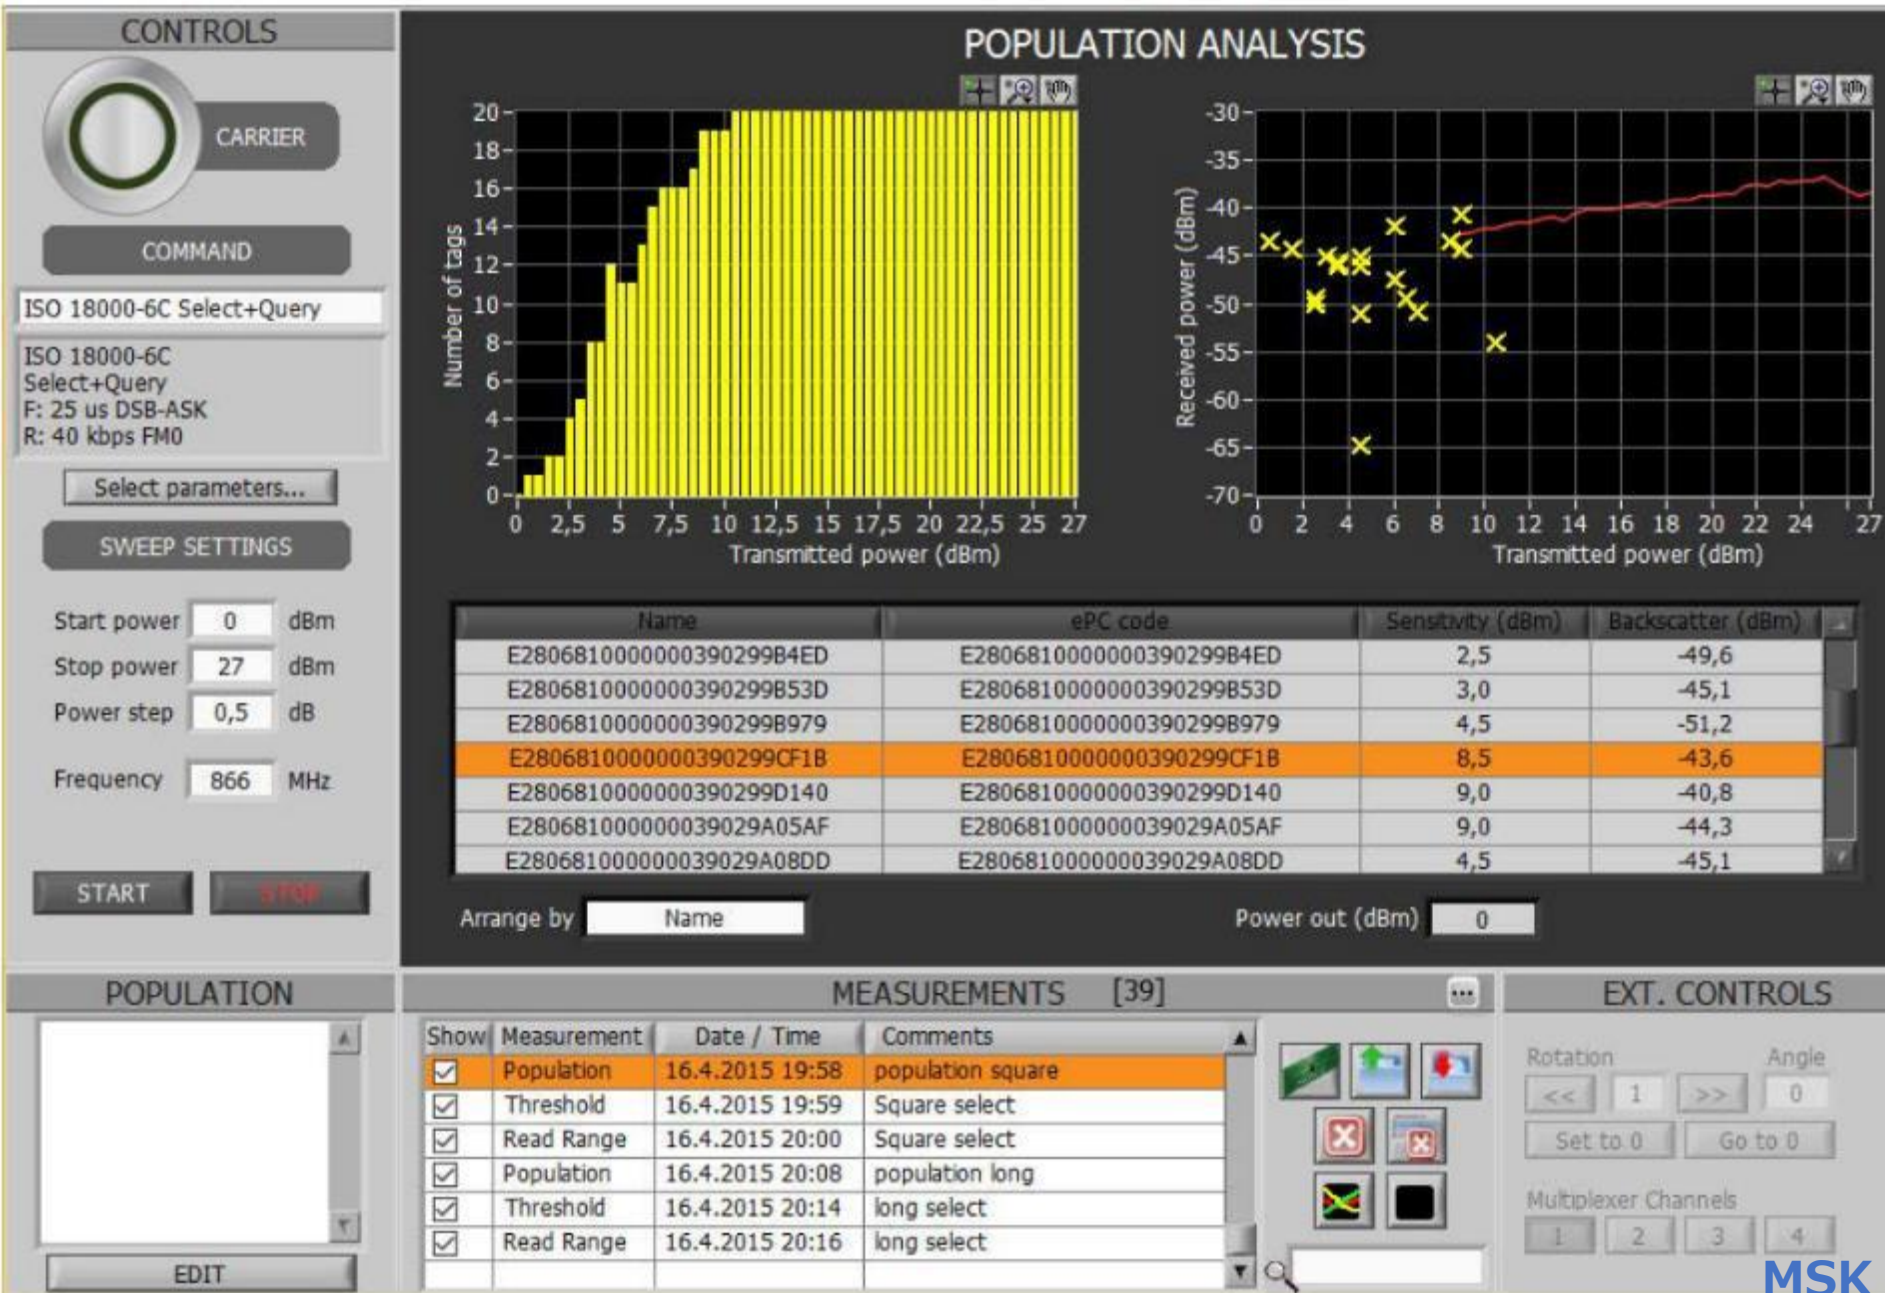 CONTROLS
CARRIER
COMMAND
ISO 18000-6C Select+Query
ISO 18000-6C
Select+Query
F: 25 us DSB-ASK
R: 40 kbps FM0
Select parameters...
SWEEP SETTINGS
Start power 0 dBm
Stop power 27 dBm
Power step 0,5 dB
Frequency 866 MHz
START STOP
POPULATION ANALYSIS
Number of tags
20
18
16
14
12
10
8
6
4
2
0
0 2,5 5 7,5 10 12,5 15 17,5 20 22,5 25 27
Transmitted power (dBm)
Received power (dBm)
-30
-35
-40
-45
-50
-55
-60
-65
-70
0 2 4 6 8 10 12 14 16 18 20 22 24 27
Transmitted power (dBm)
Name ePC code Sensitivity (dBm) Backscatter (dBm)
E2806810000000390299B4ED E2806810000000390299B4ED 2,5 -49,6
E2806810000000390299B53D E2806810000000390299B53D 3,0 -45,1
E2806810000000390299B979 E2806810000000390299B979 4,5 -51,2
E2806810000000390299CF1B E2806810000000390299CF1B 8,5 -43,6
E2806810000000390299D140 E2806810000000390299D140 9,0 -40,8
E280681000000039029A05AF E280681000000039029A05AF 9,0 -44,3
E280681000000039029A08DD E280681000000039029A08DD 4,5 -45,1
Arrange by Name Power out (dBm) 0
POPULATION
EDIT
MEASUREMENTS [39] ...
Show Measurement Date / Time Comments
Population 16.4.2015 19:58 population square
Threshold 16.4.2015 19:59 Square select
Read Range 16.4.2015 20:00 Square select
Population 16.4.2015 20:08 population long
Threshold 16.4.2015 20:14 long select
Read Range 16.4.2015 20:16 long select
EXT. CONTROLS
Rotation Angle
<< 1 >> 0
Set to 0 Go to 0
Multiplexer Channels
1 2 3 4
MSK